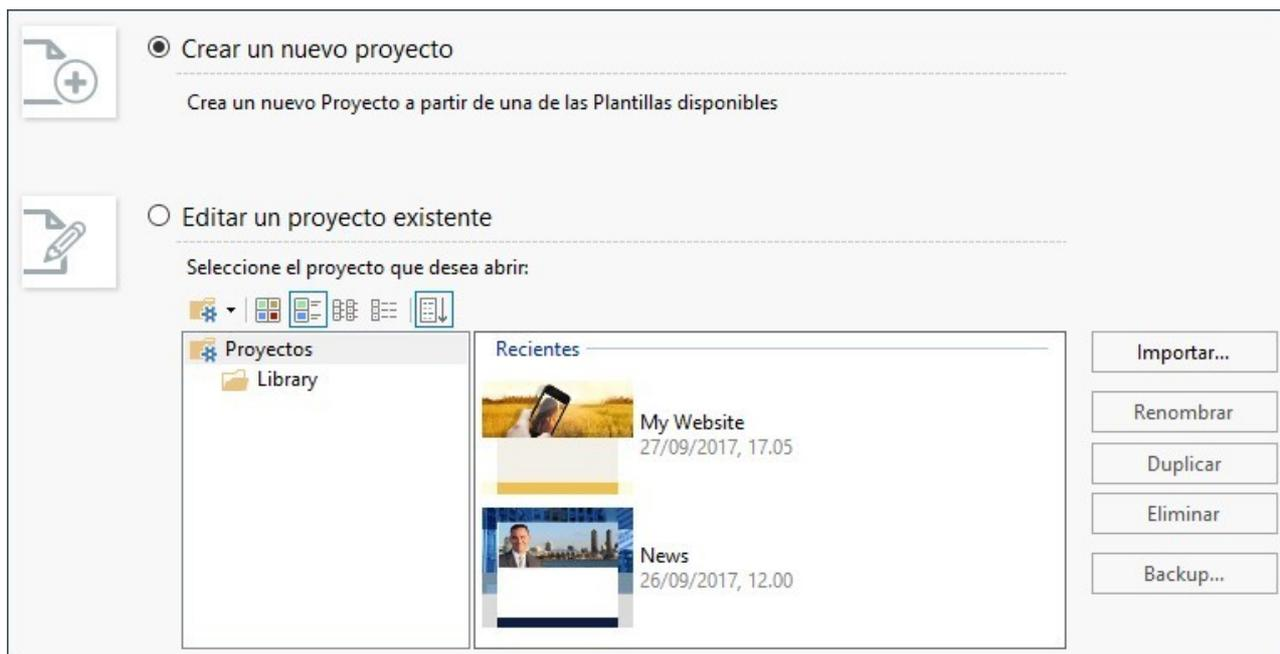 Crear un nuevo proyecto
Crea un nuevo Proyecto a partir de una de las Plantillas disponibles
Editar un proyecto existente
Seleccione el proyecto que desea abrir:
Proyectos
Library
Recientes
My Website
27/09/2017, 17.05
News
26/09/2017, 12.00
Importar...
Renombrar
Duplicar
Eliminar
Backup...